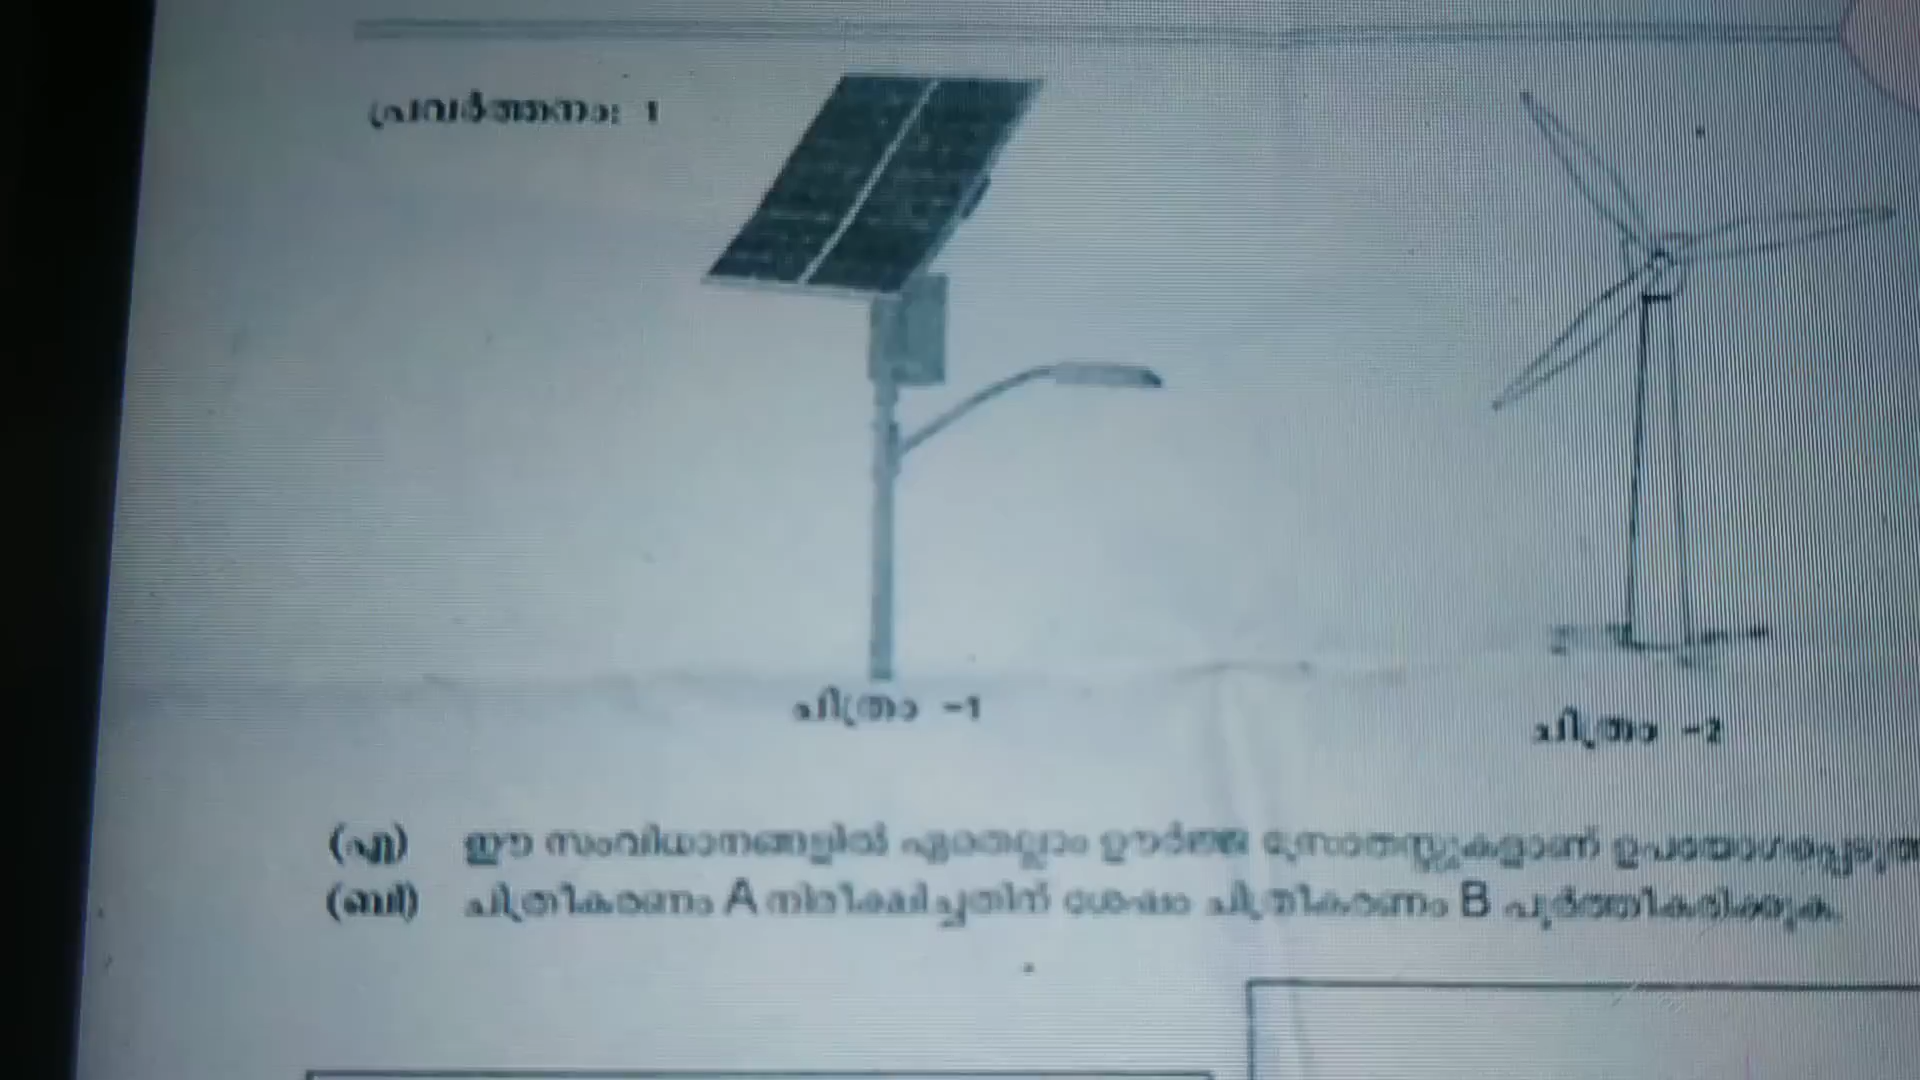 പ്രവർത്തനം: 1
ചിത്രം -1
ചിത്രം -2
(എ) ഈ സംവിധാനങ്ങളിൽ ഏതെല്ലാം ഊർജ്ജ സ്രോതസ്സുകളാണ്
(ബി) ചിത്രീകരണം A നിരീക്ഷിച്ചതിന് ശേഷം ചിത്രീകരണം B പൂർത്തീകരിക്കുക.